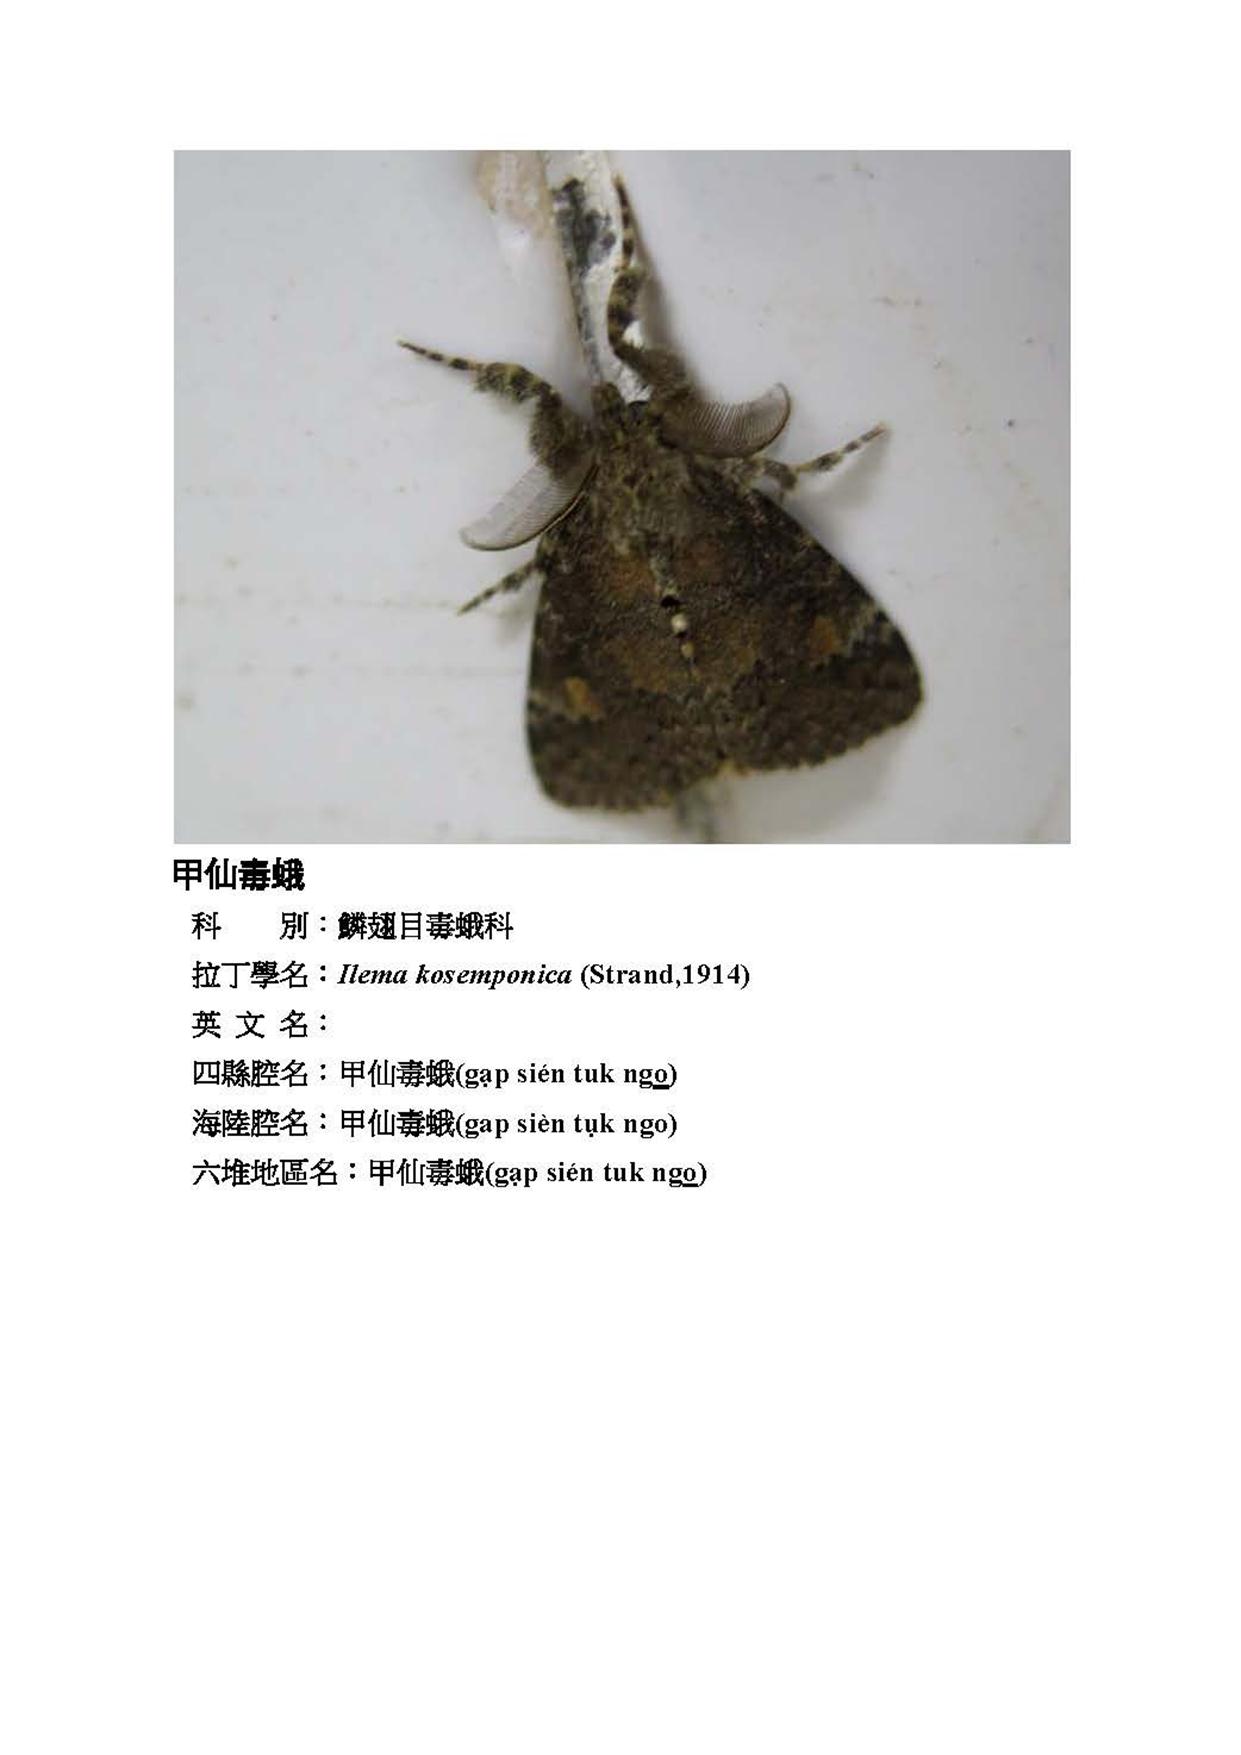 甲仙毒蛾
科　　別：鱗翅目毒蛾科
拉丁學名：Ilema kosemponica (Strand,1914)
英 文 名：
四縣腔名：甲仙毒蛾(gạp sién tuk ngo̲)
海陸腔名：甲仙毒蛾(gap sièn tụk ngo)
六堆地區名：甲仙毒蛾(gạp sién tuk ngo̲)